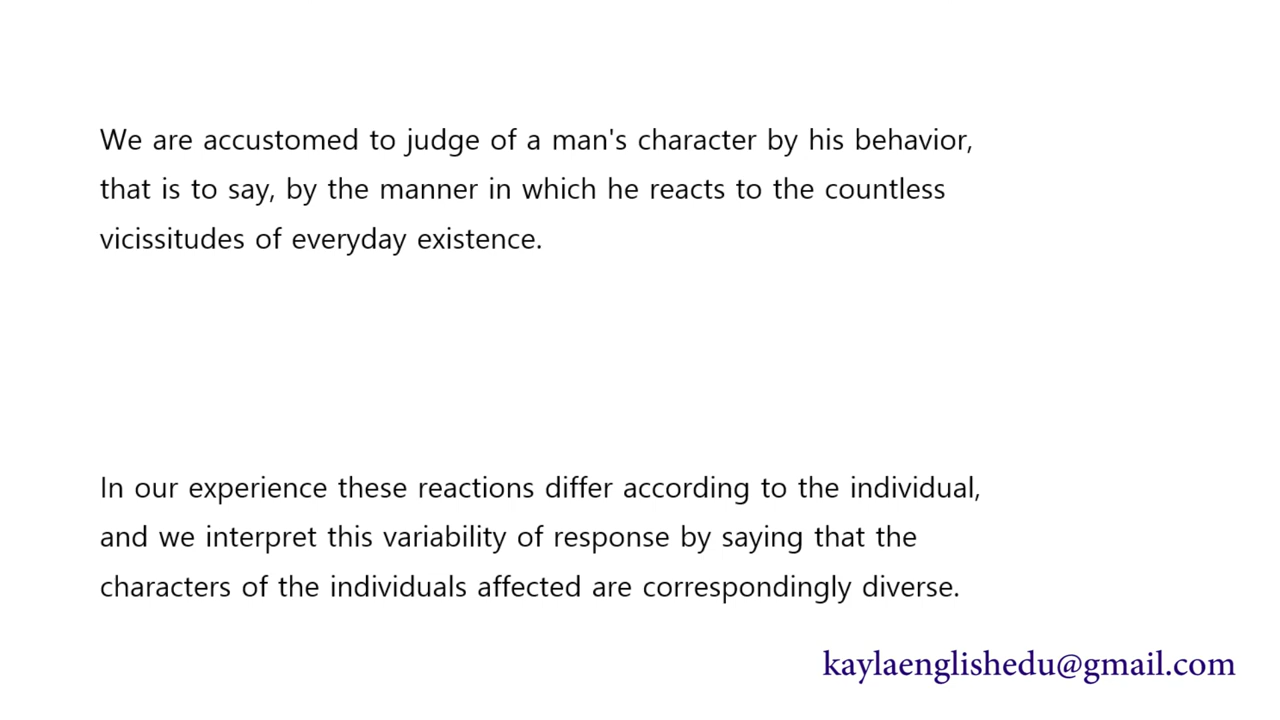 We are accustomed to judge of a man's character by his behavior,
that is to say, by the manner in which he reacts to the countless
vicissitudes of everyday existence.
In our experience these reactions differ according to the individual,
and we interpret this variability of response by saying that the
characters of the individuals affected are correspondingly diverse.
kaylaenglishedu@gmail.com